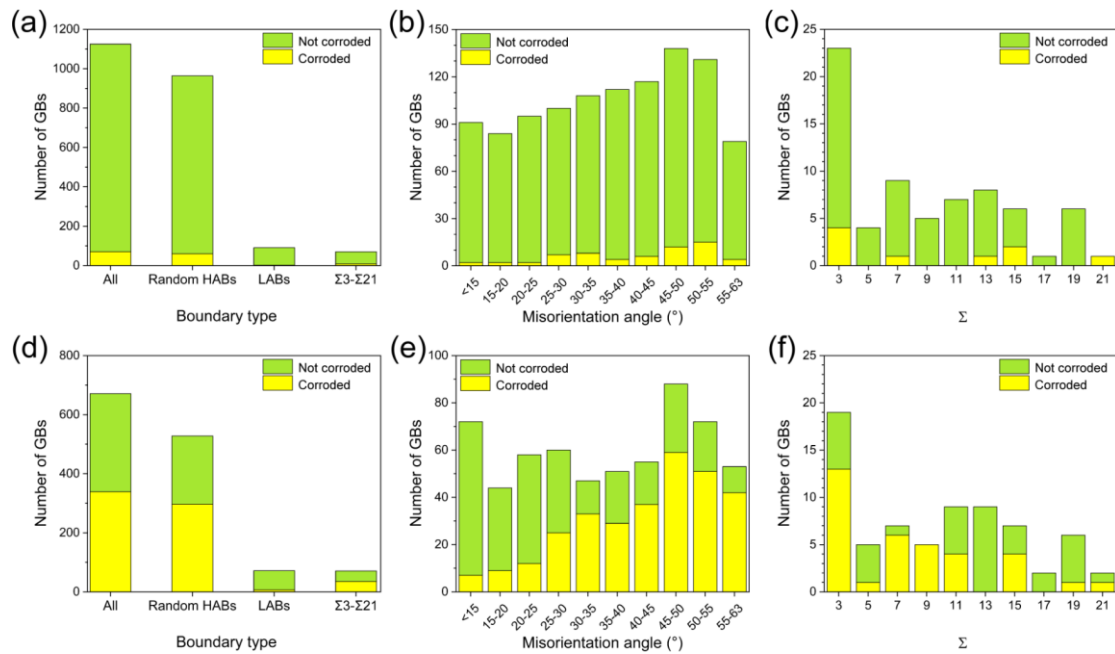 (a)
Number of GBs
1200
1000
800
600
400
200
0
Not corroded
Corroded
All
Random HABs
LABs
Σ3-Σ21
Boundary type
(b)
Number of GBs
150
120
90
60
30
0
Not corroded
Corroded
<15
15-20
20-25
25-30
30-35
35-40
40-45
45-50
50-55
55-63
Misorientation angle (°)
(c)
Number of GBs
25
20
15
10
5
0
Not corroded
Corroded
3
5
7
9
11
13
15
17
19
21
Σ
(d)
Number of GBs
800
600
400
200
0
Not corroded
Corroded
All
Random HABs
LABs
Σ3-Σ21
Boundary type
(e)
Number of GBs
100
80
60
40
20
0
Not corroded
Corroded
<15
15-20
20-25
25-30
30-35
35-40
40-45
45-50
50-55
55-63
Misorientation angle (°)
(f)
Number of GBs
25
20
15
10
5
0
Not corroded
Corroded
3
5
7
9
11
13
15
17
19
21
Σ